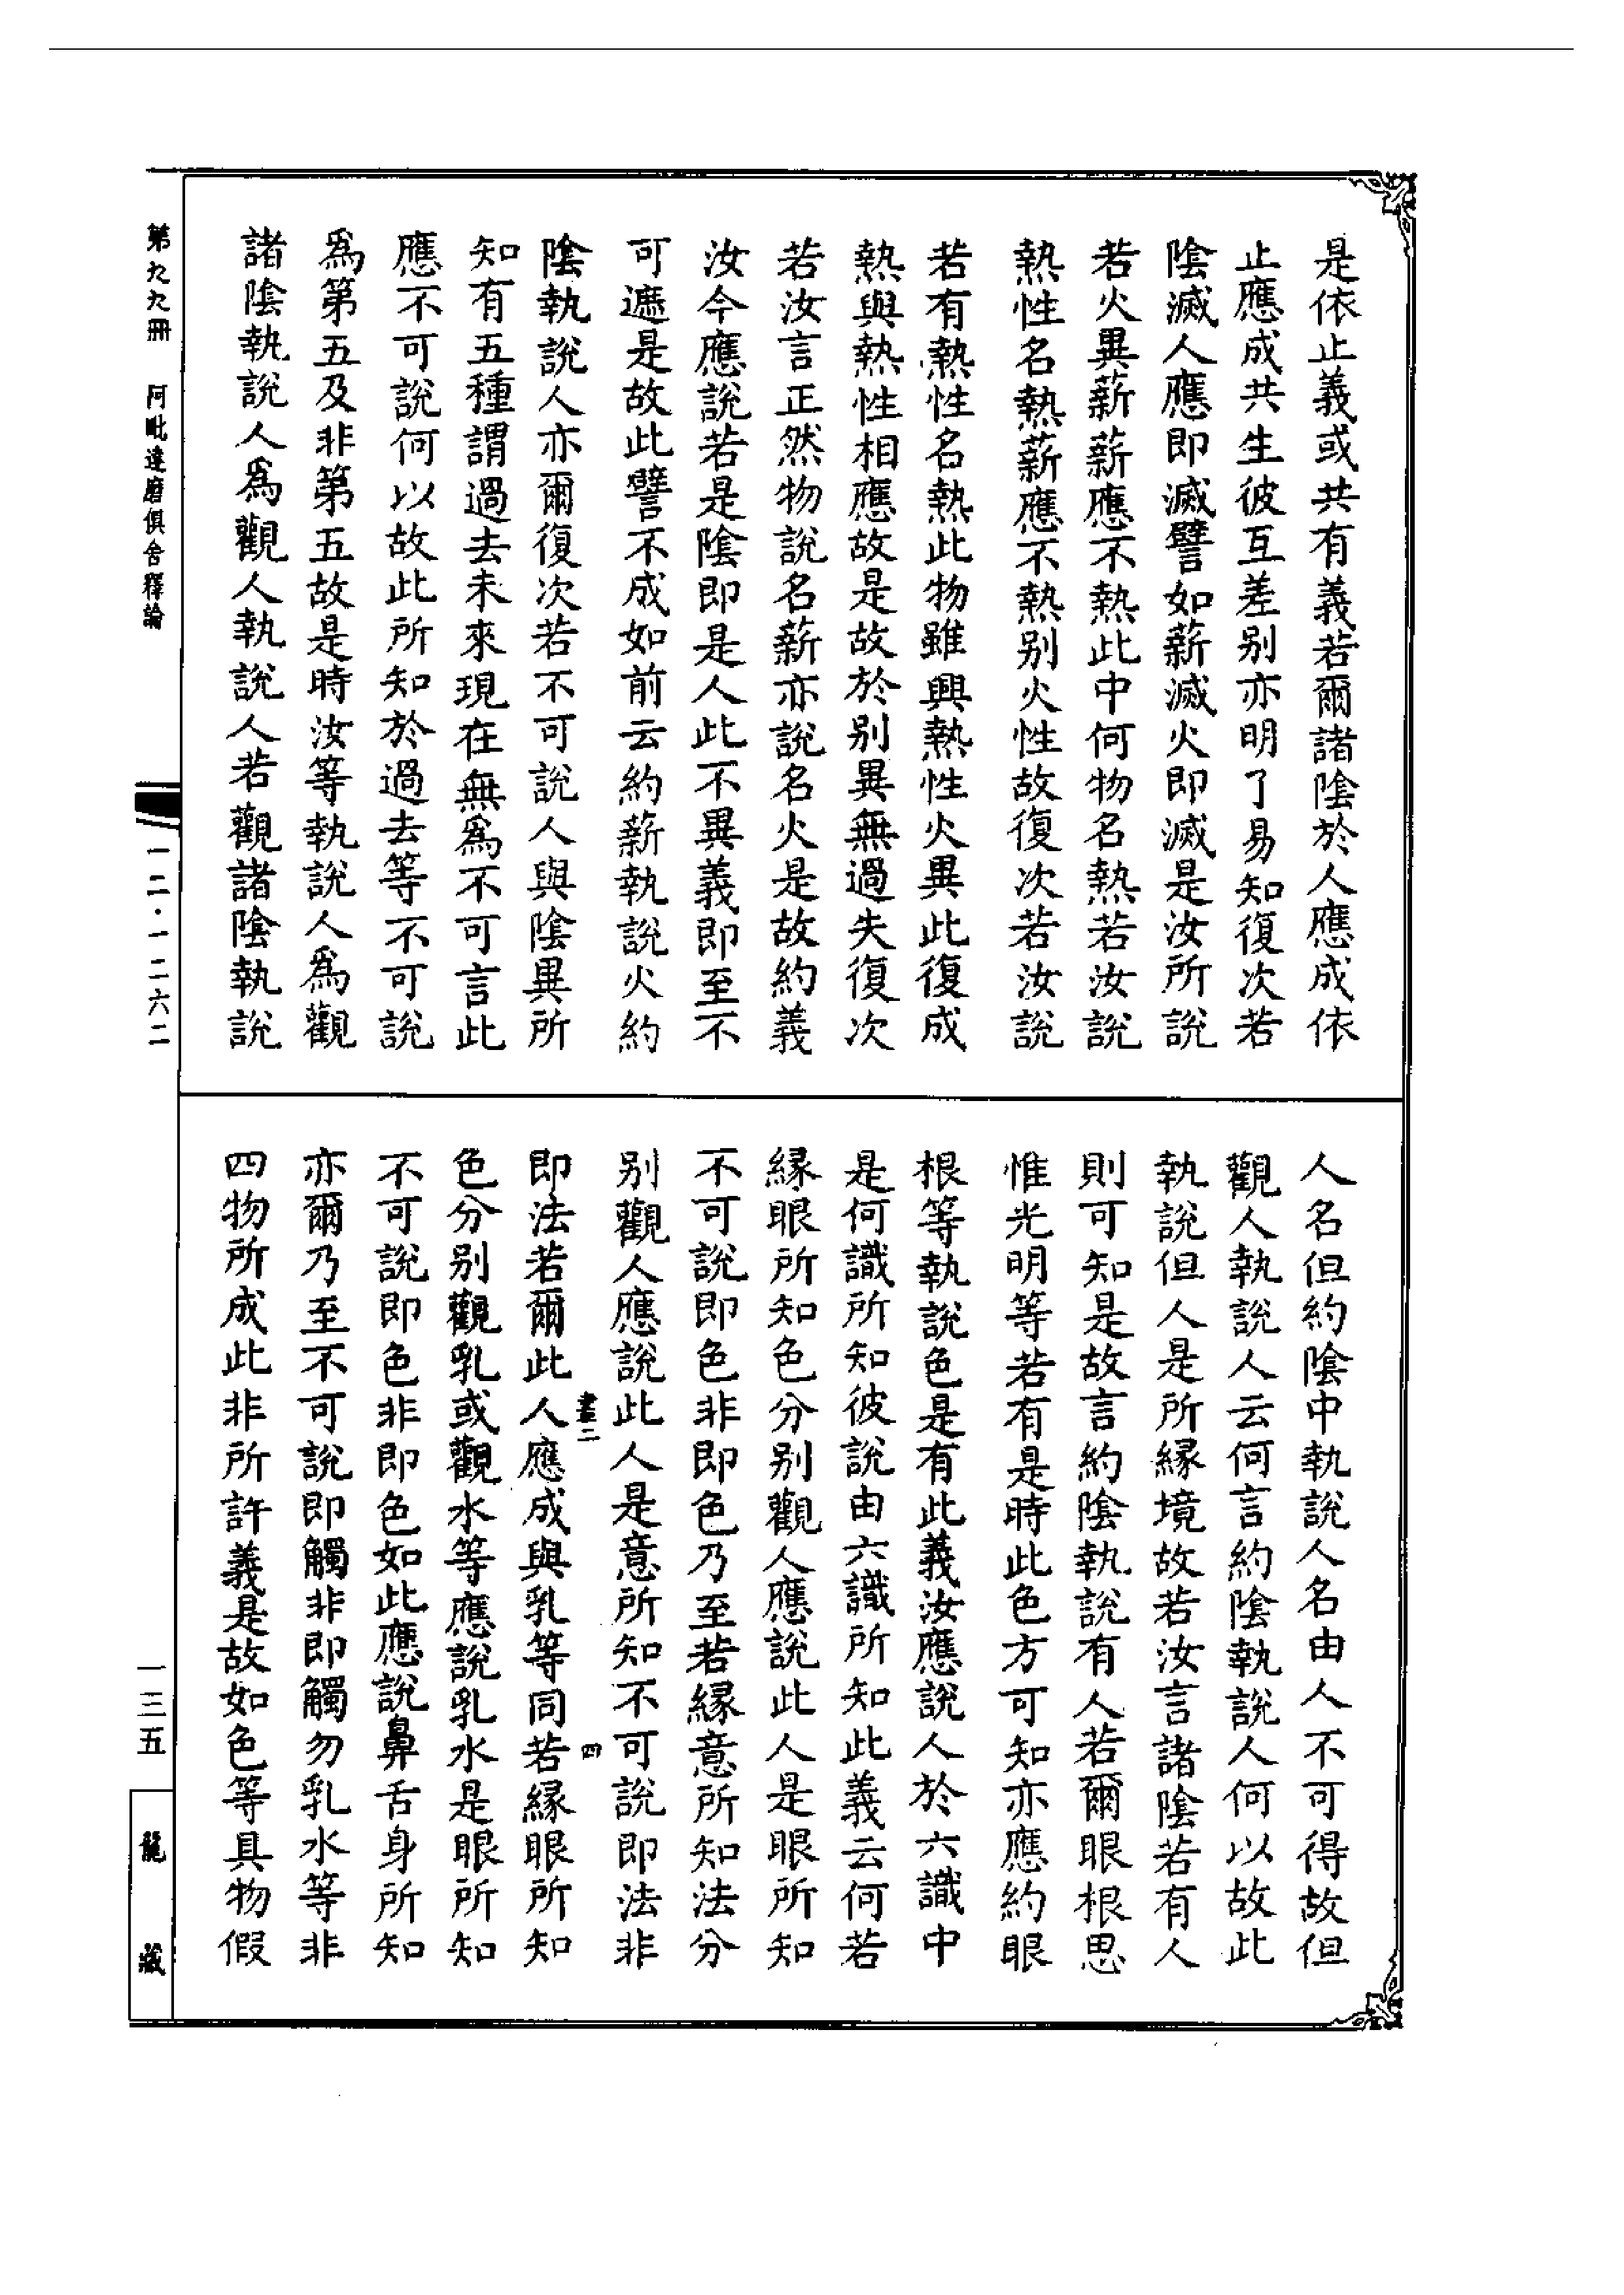 是依止義或共有義若爾諸陰於人應成依
止應成共生彼互差别亦明了易知復次若
陰滅人應即滅譬如薪滅火即滅是汝所說
若火異薪薪應不熱此中何物名熱若汝說
熱性名熱薪應不熱别火性故復次若汝說
若有熱性名熱此物雖興熱性火異此復成
熱與熱性相應故是故於别異無過失復次
若汝言正然物說名薪亦說名火是故約義
汝今應說若是陰即是人此不異義即至不
可遮是故此譬不成如前云約薪執說火約
陰執說人亦爾復次若不可說人與陰異所
知有五種謂過去未來現在無為不可言此
應不可說何以故此所知於過去等不可說
為第五及非第五故是時汝等執說人為觀
諸陰執說人為觀人執說人若觀諸陰執說
人名但約陰中執說人名由人不可得故但
觀人執說人云何言約陰執說人何以故此
執說但人是所縁境故若汝言諸陰若有人
則可知是故言約陰執說有人若爾眼根思
惟光明等若有是時此色方可知亦應約眼
根等執說色是有此義汝應說人於六識中
是何識所知彼說由六識所知此義云何若
縁眼所知色分别觀人應說此人是眼所知
不可說即色非即色乃至若縁意所知法分
别觀人應說此人是意所知不可說即法非
即法若爾此人應成與乳等同若縁眼所知
畫二
四
色分别觀乳或觀水等應說乳水是眼所知
不可說即色非即色如此應說鼻舌身所知
亦爾乃至不可說即觸非即觸勿乳水等非
四物所成此非所許義是故如色等具物假
第九九冊 阿毗達磨俱舍釋論
一二·一二六二
一三五
龍藏